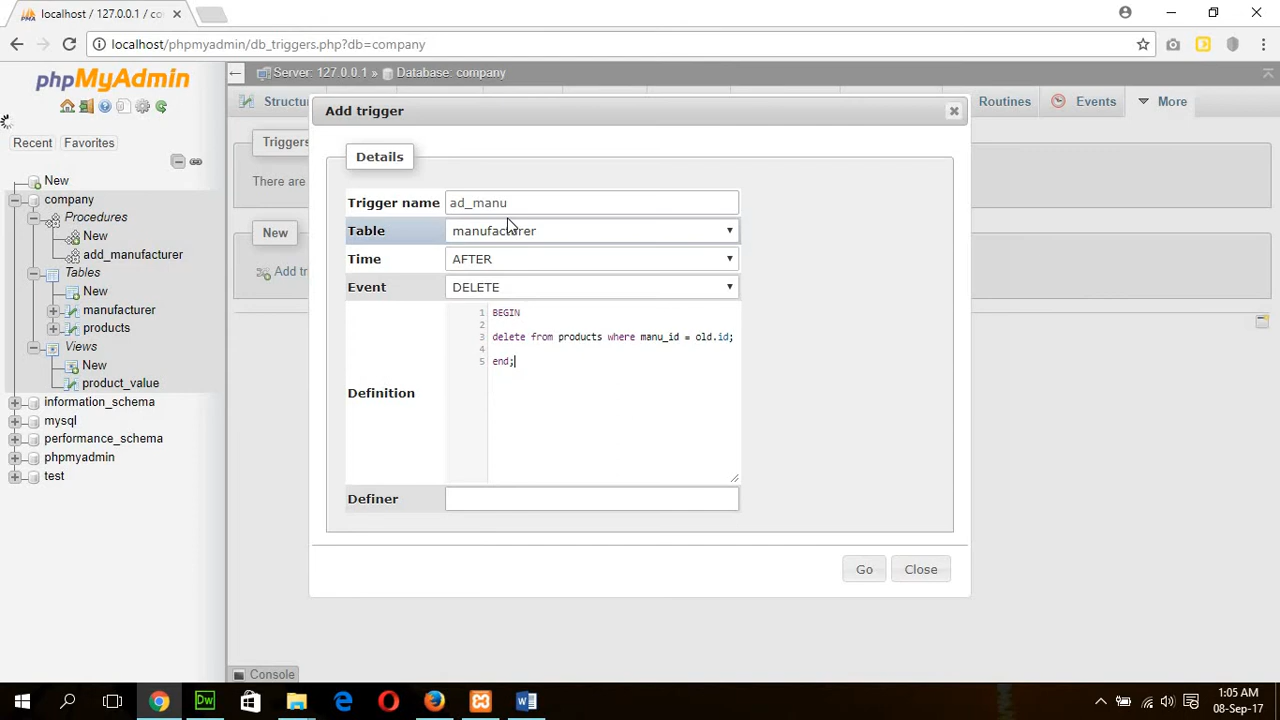 localhost / 127.0.0.1 / co
localhost/phpmyadmin/db_triggers.php?db=company
phpMyAdmin
Server: 127.0.0.1 » Database: company
Structu
Routines
Events
More
Recent
Favorites
New
company
Procedures
New
add_manufacturer
Tables
New
manufacturer
products
Views
New
product_value
information_schema
mysql
performance_schema
phpmyadmin
test
Triggers
There are
New
Add tr
Add trigger
Details
Trigger name ad_manu
Table manufacturer
Time AFTER
Event DELETE
Definition
1 BEGIN
2
3 delete from products where manu_id = old.id;
4
5 end;
Definer
Go
Close
Console
1:05 AM
08-Sep-17